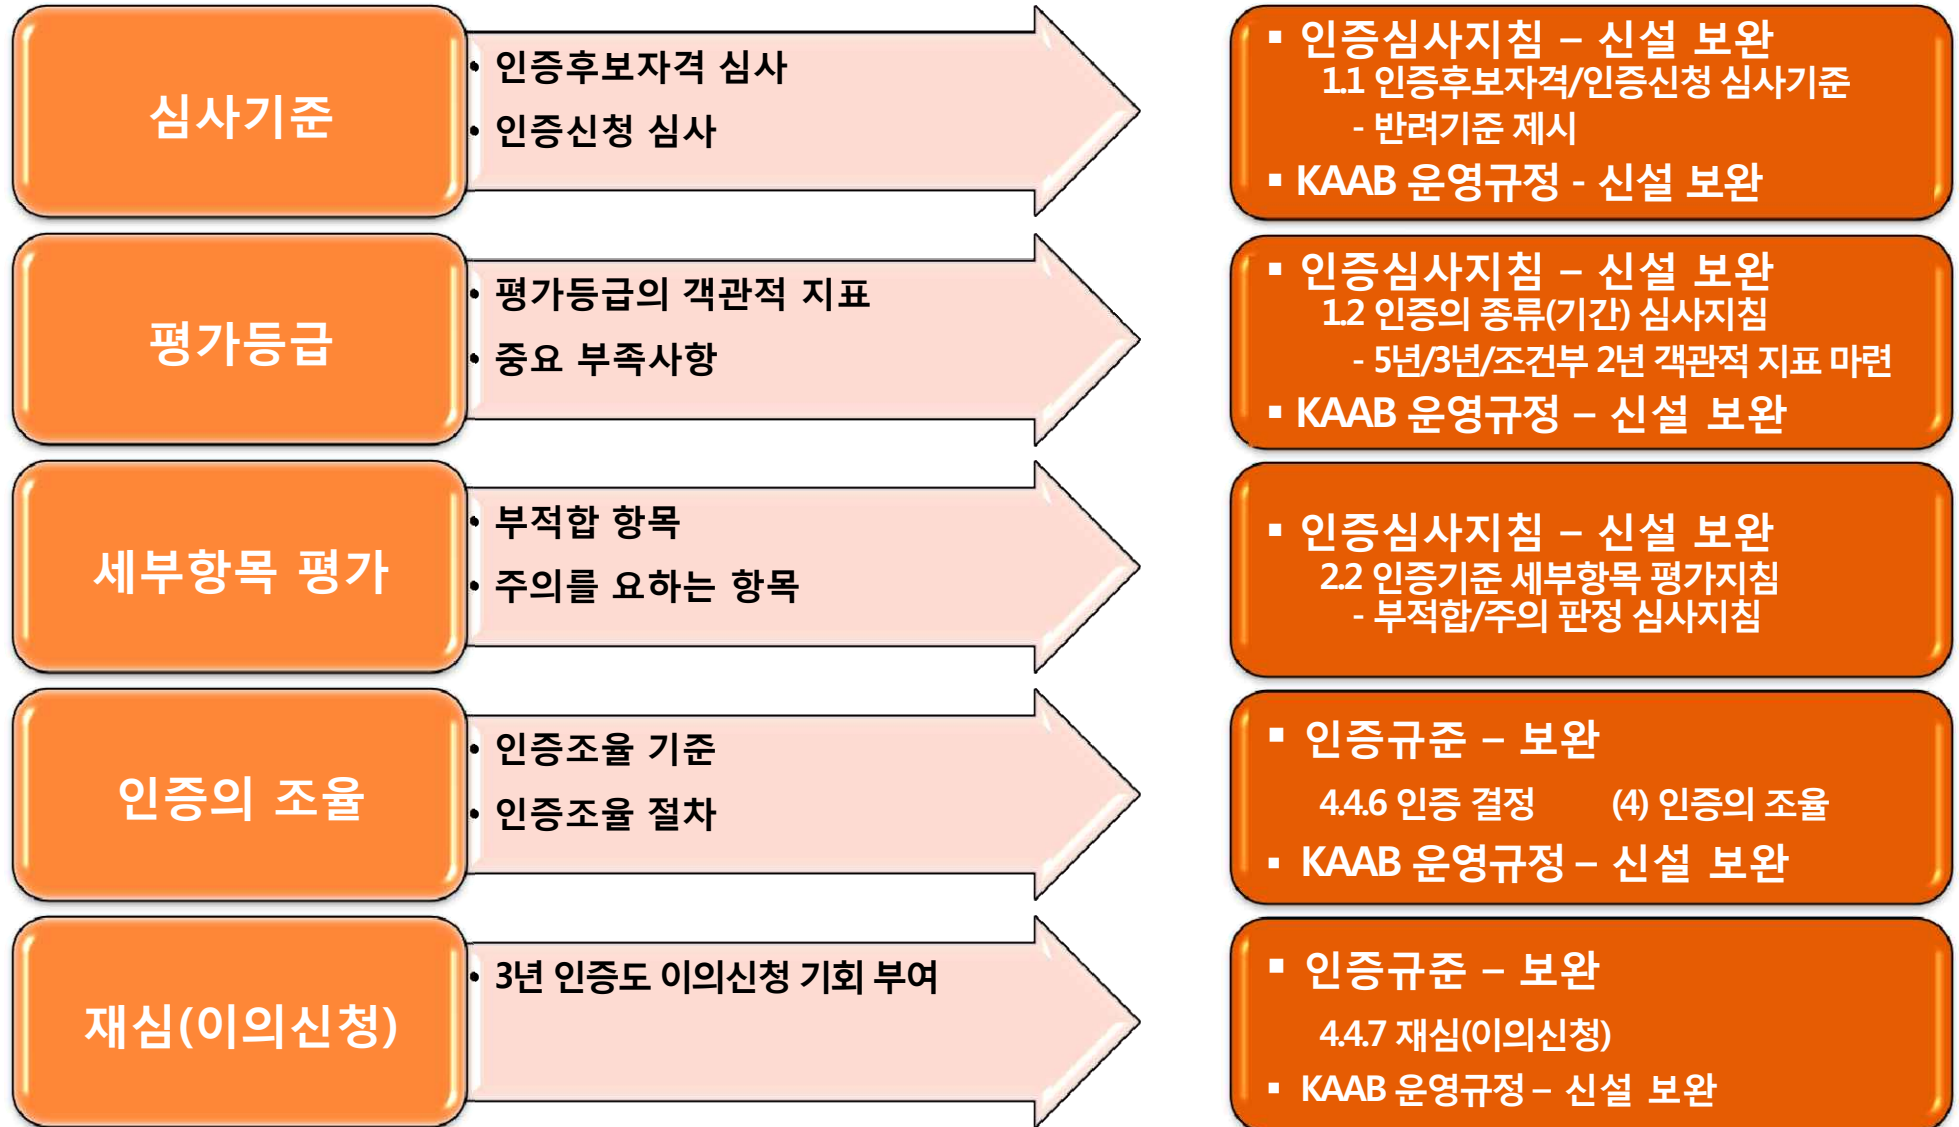 심사기준
• 인증후보자격 심사
• 인증신청 심사
▪ 인증심사지침 – 신설 보완
1.1 인증후보자격/인증신청 심사기준
- 반려기준 제시
▪ KAAB 운영규정 - 신설 보완
평가등급
• 평가등급의 객관적 지표
• 중요 부족사항
▪ 인증심사지침 – 신설 보완
1.2 인증의 종류(기간) 심사지침
- 5년/3년/조건부 2년 객관적 지표 마련
▪ KAAB 운영규정 – 신설 보완
세부항목 평가
• 부적합 항목
• 주의를 요하는 항목
▪ 인증심사지침 – 신설 보완
2.2 인증기준 세부항목 평가지침
- 부적합/주의 판정 심사지침
인증의 조율
• 인증조율 기준
• 인증조율 절차
▪ 인증규준 – 보완
4.4.6 인증 결정 (4) 인증의 조율
▪ KAAB 운영규정 – 신설 보완
재심(이의신청)
• 3년 인증도 이의신청 기회 부여
▪ 인증규준 – 보완
4.4.7 재심(이의신청)
▪ KAAB 운영규정 – 신설 보완